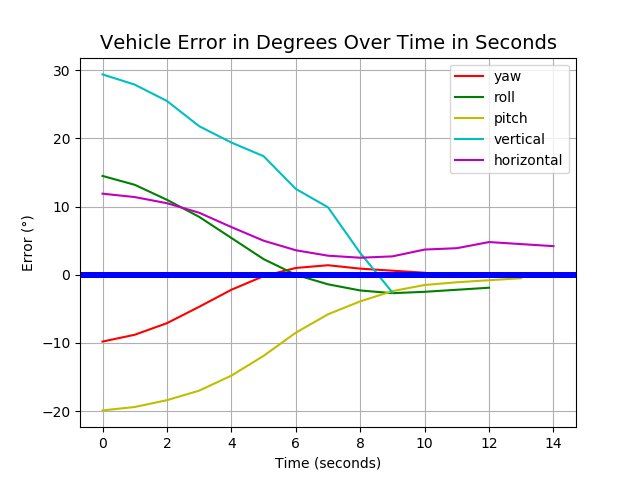 Vehicle Error in Degrees Over Time in Seconds
yaw
roll
pitch
vertical
horizontal
Error (°)
30
20
10
0
−10
−20
0 2 4 6 8 10 12 14
Time (seconds)